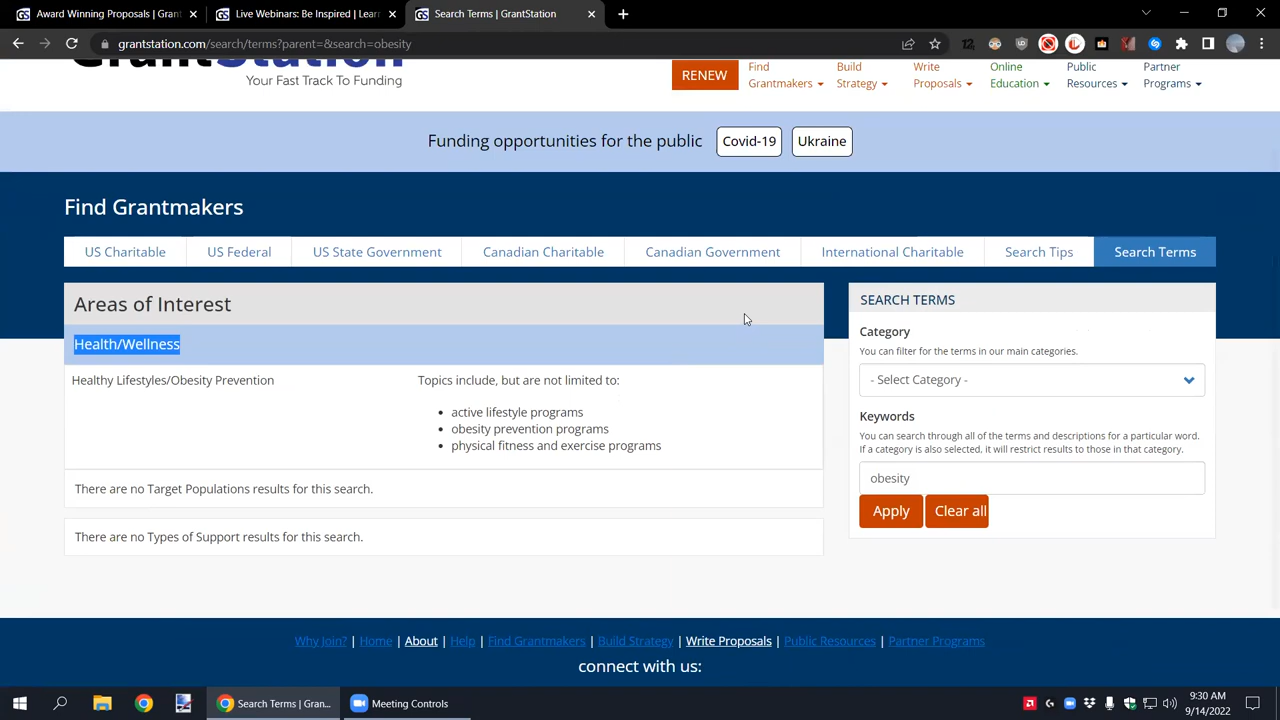 Award Winning Proposals | Grant
Live Webinars: Be Inspired | Learn
Search Terms | GrantStation
grantstation.com/search/terms?parent=&search=obesity
GrantStation
Your Fast Track To Funding
RENEW
Find Grantmakers
Build Strategy
Write Proposals
Online Education
Public Resources
Partner Programs
Funding opportunities for the public
Covid-19
Ukraine
Find Grantmakers
US Charitable
US Federal
US State Government
Canadian Charitable
Canadian Government
International Charitable
Search Tips
Search Terms
Areas of Interest
Health/Wellness
Healthy Lifestyles/Obesity Prevention
Topics include, but are not limited to:
• active lifestyle programs
• obesity prevention programs
• physical fitness and exercise programs
There are no Target Populations results for this search.
There are no Types of Support results for this search.
SEARCH TERMS
Category
You can filter for the terms in our main categories.
- Select Category -
Keywords
You can search through all of the terms and descriptions for a particular word.
If a category is also selected, it will restrict results to those in that category.
obesity
Apply
Clear all
Why Join? | Home | About | Help | Find Grantmakers | Build Strategy | Write Proposals | Public Resources | Partner Programs
connect with us:
Search Terms | Gran...
Meeting Controls
9:30 AM
9/14/2022